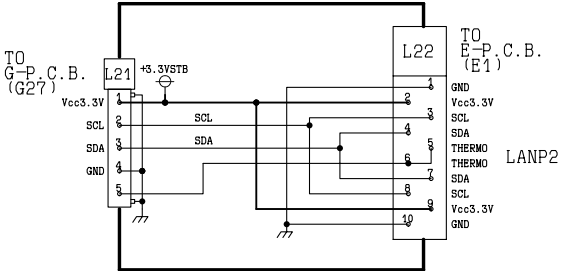 TO
G-P.C.B.
(G27)
L21
+3.3VSTB
1
Vcc3.3V
2
SCL
3
SDA
4
GND
5
SCL
SDA
TO
E-P.C.B.
(E1)
L22
1
GND
2
Vcc3.3V
3
SCL
4
SDA
5
THERMO
6
THERMO
7
SDA
8
SCL
9
Vcc3.3V
10
GND
LANP2